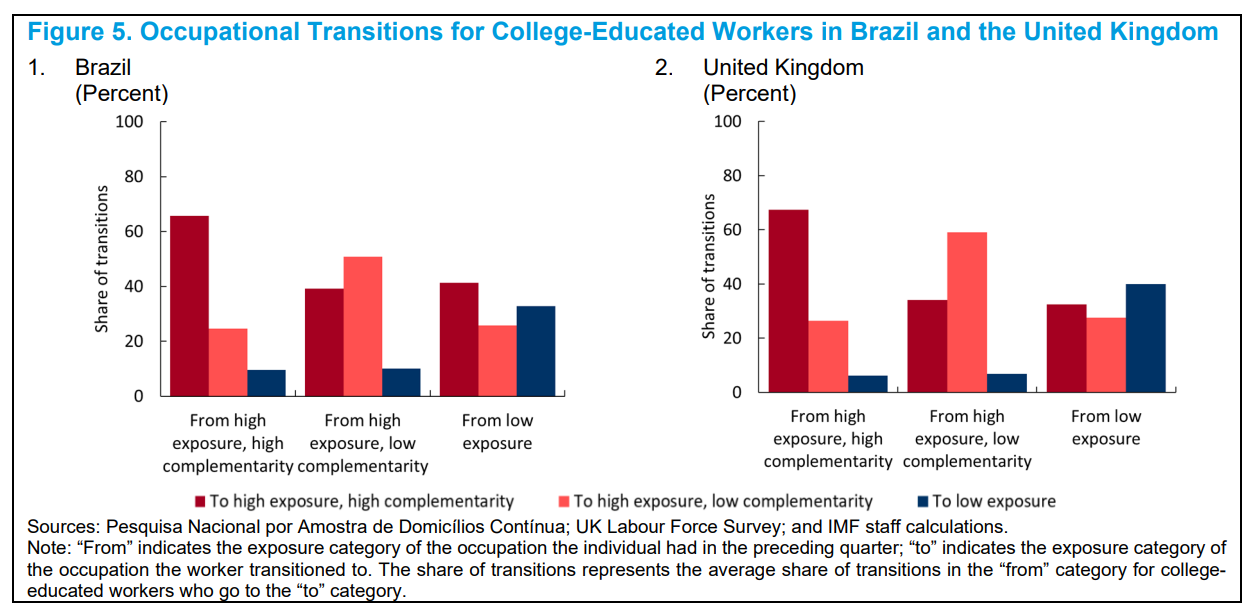 Figure 5. Occupational Transitions for College-Educated Workers in Brazil and the United Kingdom
1. Brazil
(Percent)
100
80
60
40
20
0
Share of transitions
From high
exposure, high
complementarity
From high
exposure, low
complementarity
From low
exposure
2. United Kingdom
(Percent)
100
80
60
40
20
0
Share of transitions
From high
exposure, high
complementarity
From high
exposure, low
complementarity
From low
exposure
To high exposure, high complementarity
To high exposure, low complementarity
To low exposure
Sources: Pesquisa Nacional por Amostra de Domicílios Contínua; UK Labour Force Survey; and IMF staff calculations.
Note: “From” indicates the exposure category of the occupation the individual had in the preceding quarter; “to” indicates the exposure category of
the occupation the worker transitioned to. The share of transitions represents the average share of transitions in the “from” category for college-
educated workers who go to the “to” category.